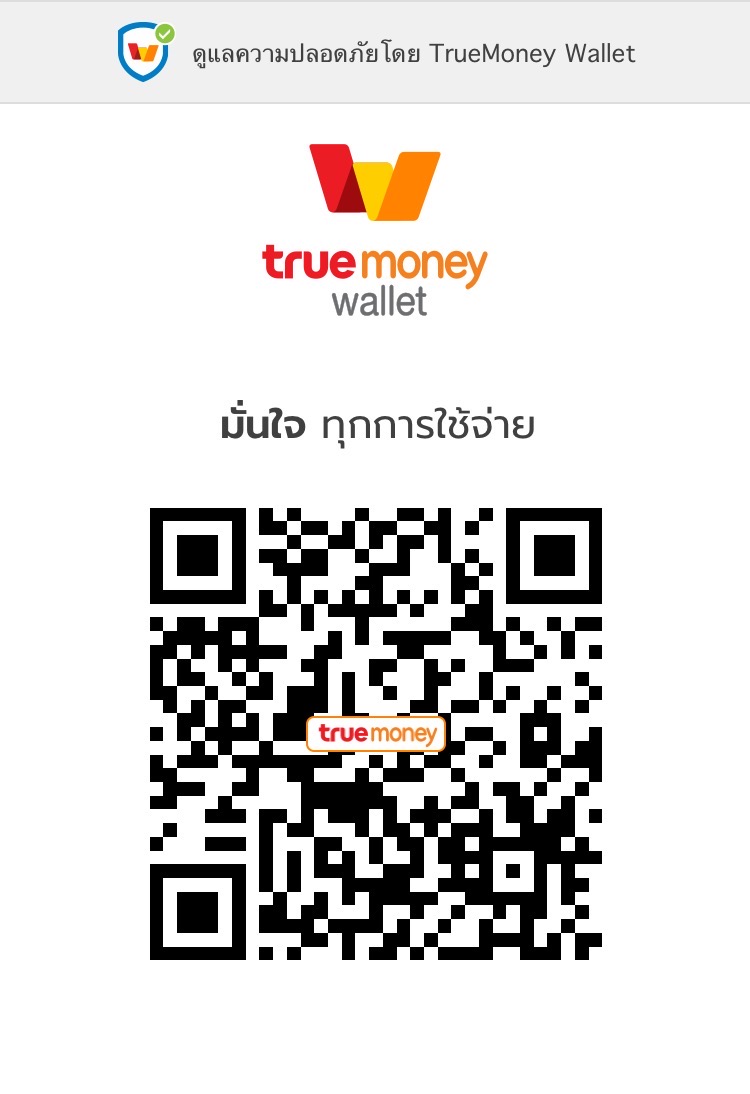 ดูแลความปลอดภัยโดย TrueMoney Wallet
truemoney
wallet
มั่นใจ ทุกการใช้จ่าย
truemoney